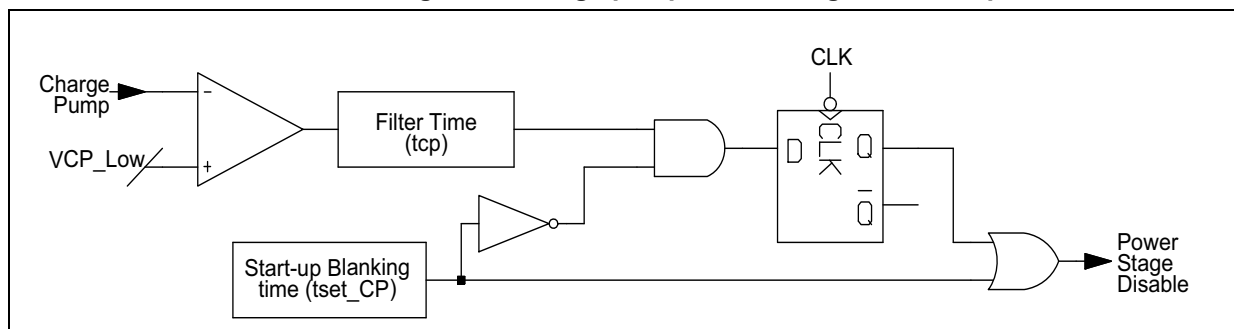 CLK
Charge
Pump
-
Filter Time
(tcp)
VCP_Low
+
D
CLK
Q
Q
Start-up Blanking
time (tset_CP)
Power
Stage
Disable